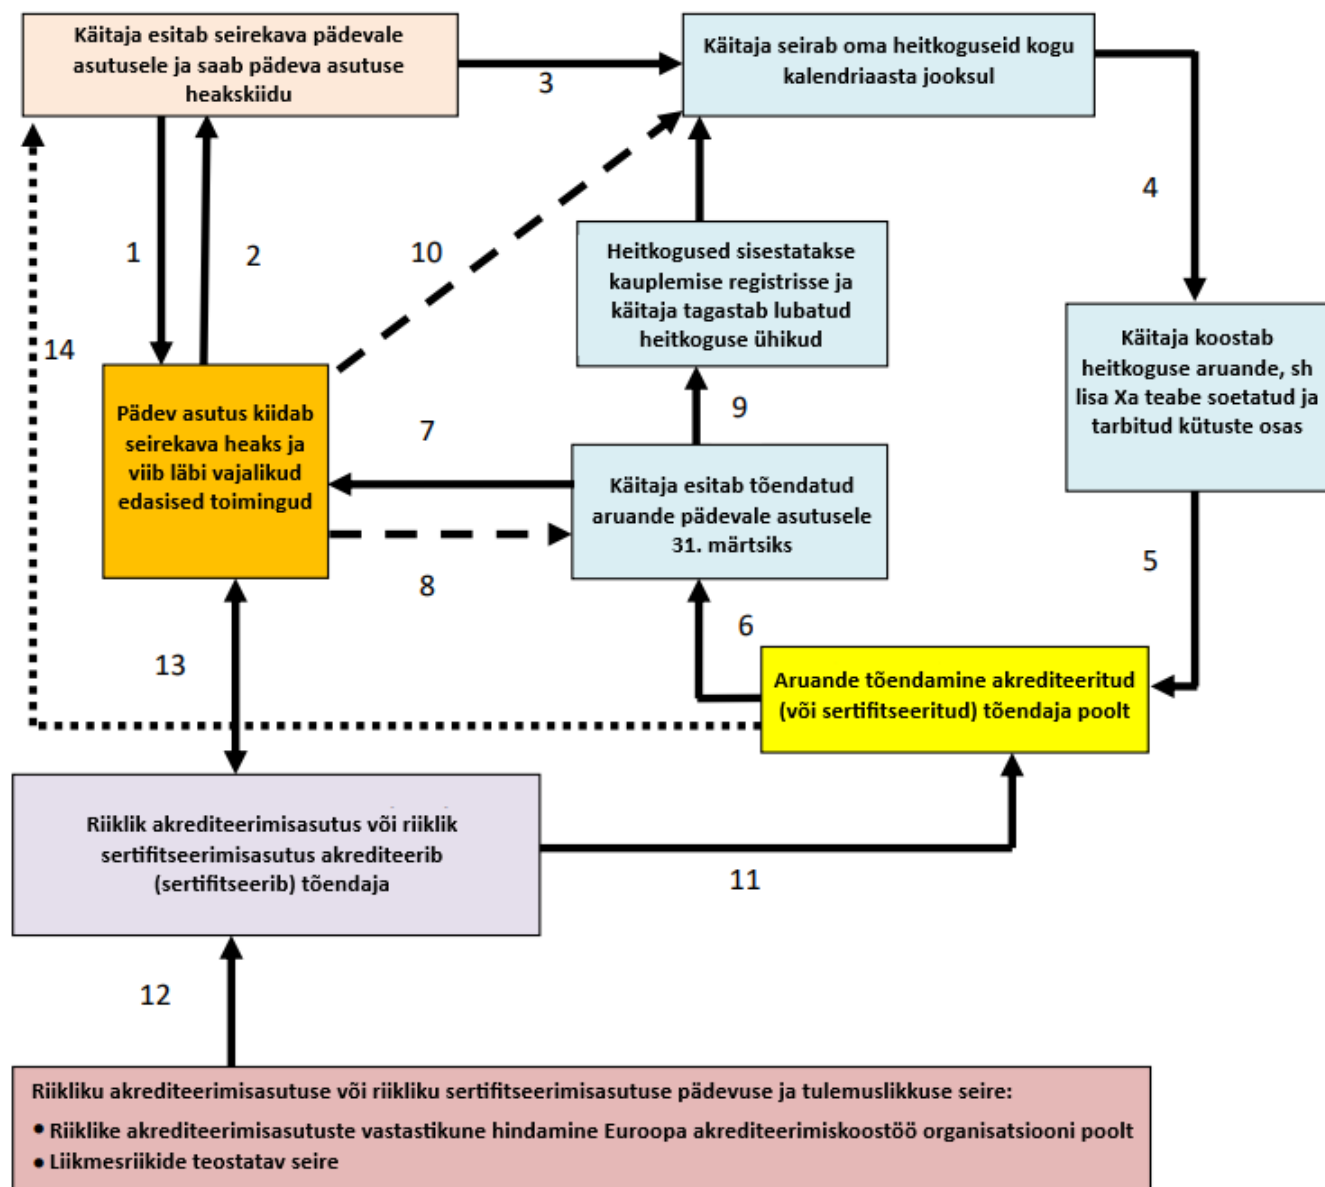 Käitaja esitab seirekava pädevale
asutusele ja saab pädeva asutuse
heakskiidu
3
Käitaja seirab oma heitkoguseid kogu
kalendriaasta jooksul
4
1
2
10
Heitkogused sisestatakse
kauplemise registrisse ja
käitaja tagastab lubatud
heitkoguse ühikud
14
Käitaja koostab
heitkoguse aruande, sh
lisa Xa teabe soetatud ja
tarbitud kütuste osas
Pädev asutus kiidab
seirekava heaks ja
viib läbi vajalikud
edasised toimingud
7
9
Käitaja esitab tõendatud
aruande pädevale asutusele
31. märtsiks
8
5
6
13
Aruande tõendamine akrediteeritud
(või sertifitseeritud) tõendaja poolt
Riiklik akrediteerimisasutus või riiklik
sertifitseerimisasutus akrediteerib
(sertifitseerib) tõendaja
11
12
Riikliku akrediteerimisasutuse või riikliku sertifitseerimisasutuse pädevuse ja tulemuslikkuse seire:
• Riiklike akrediteerimisasutuste vastastikune hindamine Euroopa akrediteerimiskoostöö organisatsiooni poolt
• Liikmesriikide teostatav seire